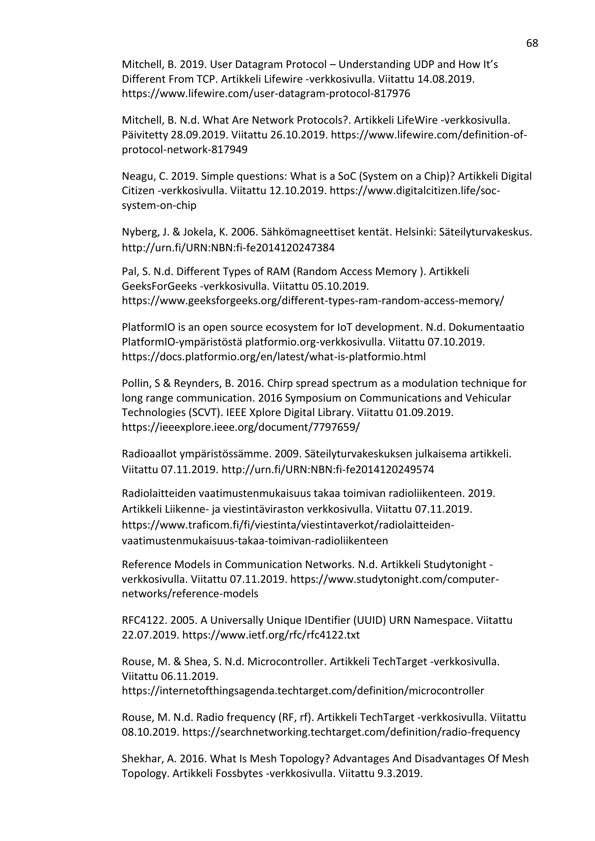 68
Mitchell, B. 2019. User Datagram Protocol – Understanding UDP and How It’s
Different From TCP. Artikkeli Lifewire -verkkosivulla. Viitattu 14.08.2019.
https://www.lifewire.com/user-datagram-protocol-817976
Mitchell, B. N.d. What Are Network Protocols?. Artikkeli LifeWire -verkkosivulla.
Päivitetty 28.09.2019. Viitattu 26.10.2019. https://www.lifewire.com/definition-of-
protocol-network-817949
Neagu, C. 2019. Simple questions: What is a SoC (System on a Chip)? Artikkeli Digital
Citizen -verkkosivulla. Viitattu 12.10.2019. https://www.digitalcitizen.life/soc-
system-on-chip
Nyberg, J. & Jokela, K. 2006. Sähkömagneettiset kentät. Helsinki: Säteilyturvakeskus.
http://urn.fi/URN:NBN:fi-fe2014120247384
Pal, S. N.d. Different Types of RAM (Random Access Memory ). Artikkeli
GeeksForGeeks -verkkosivulla. Viitattu 05.10.2019.
https://www.geeksforgeeks.org/different-types-ram-random-access-memory/
PlatformIO is an open source ecosystem for IoT development. N.d. Dokumentaatio
PlatformIO-ympäristöstä platformio.org-verkkosivulla. Viitattu 07.10.2019.
https://docs.platformio.org/en/latest/what-is-platformio.html
Pollin, S & Reynders, B. 2016. Chirp spread spectrum as a modulation technique for
long range communication. 2016 Symposium on Communications and Vehicular
Technologies (SCVT). IEEE Xplore Digital Library. Viitattu 01.09.2019.
https://ieeexplore.ieee.org/document/7797659/
Radioaallot ympäristössämme. 2009. Säteilyturvakeskuksen julkaisema artikkeli.
Viitattu 07.11.2019. http://urn.fi/URN:NBN:fi-fe2014120249574
Radiolaitteiden vaatimustenmukaisuus takaa toimivan radioliikenteen. 2019.
Artikkeli Liikenne- ja viestintäviraston verkkosivulla. Viitattu 07.11.2019.
https://www.traficom.fi/fi/viestinta/viestintaverkot/radiolaitteiden-
vaatimustenmukaisuus-takaa-toimivan-radioliikenteen
Reference Models in Communication Networks. N.d. Artikkeli Studytonight -
verkkosivulla. Viitattu 07.11.2019. https://www.studytonight.com/computer-
networks/reference-models
RFC4122. 2005. A Universally Unique IDentifier (UUID) URN Namespace. Viitattu
22.07.2019. https://www.ietf.org/rfc/rfc4122.txt
Rouse, M. & Shea, S. N.d. Microcontroller. Artikkeli TechTarget -verkkosivulla.
Viitattu 06.11.2019.
https://internetofthingsagenda.techtarget.com/definition/microcontroller
Rouse, M. N.d. Radio frequency (RF, rf). Artikkeli TechTarget -verkkosivulla. Viitattu
08.10.2019. https://searchnetworking.techtarget.com/definition/radio-frequency
Shekhar, A. 2016. What Is Mesh Topology? Advantages And Disadvantages Of Mesh
Topology. Artikkeli Fossbytes -verkkosivulla. Viitattu 9.3.2019.